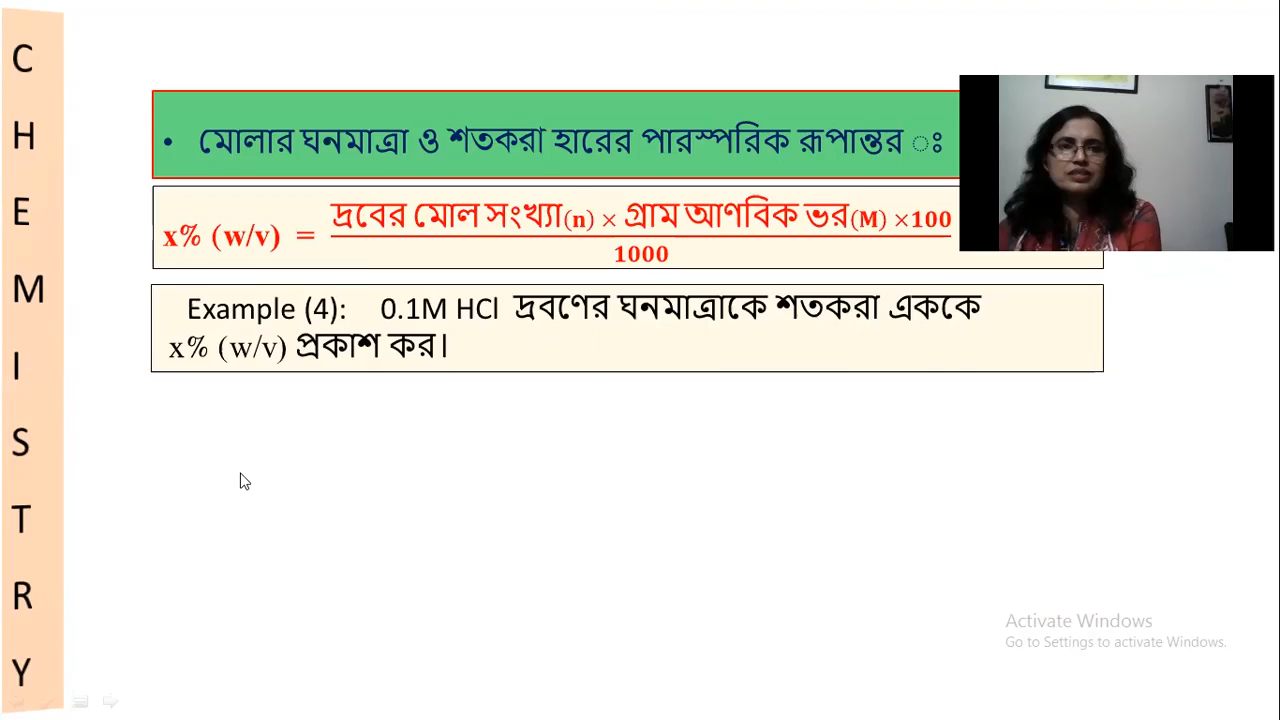 C
H
E
M
I
S
T
R
Y
• মোলার ঘনমাত্রা ও শতকরা হারের পারস্পরিক রূপান্তর ঃ
x% (w/v) = দ্রবের মোল সংখ্যা(n) × গ্রাম আণবিক ভর(M) ×100
1000
Example (4): 0.1M HCl দ্রবণের ঘনমাত্রাকে শতকরা এককে
x% (w/v) প্রকাশ কর।
Activate Windows
Go to Settings to activate Windows.